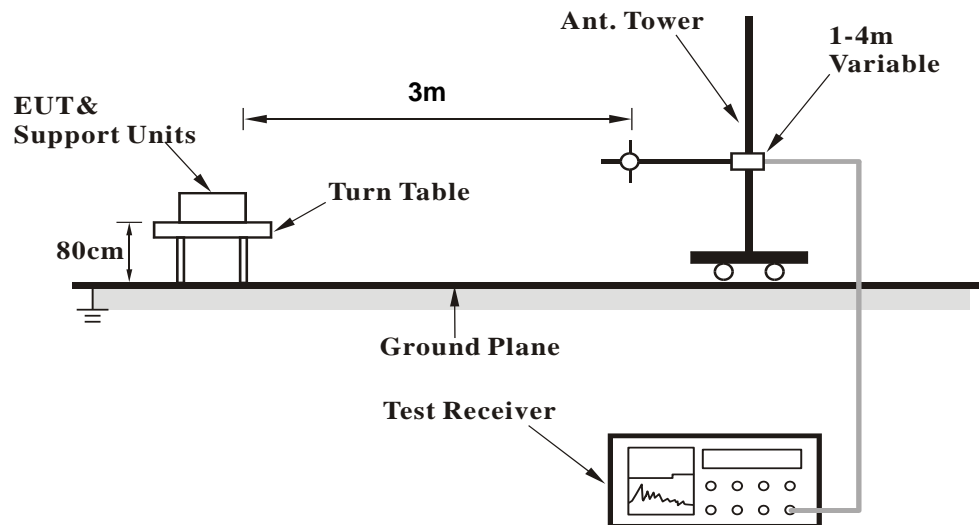 Ant. Tower
1-4m
Variable
3m
EUT&
Support Units
Turn Table
80cm
Ground Plane
Test Receiver